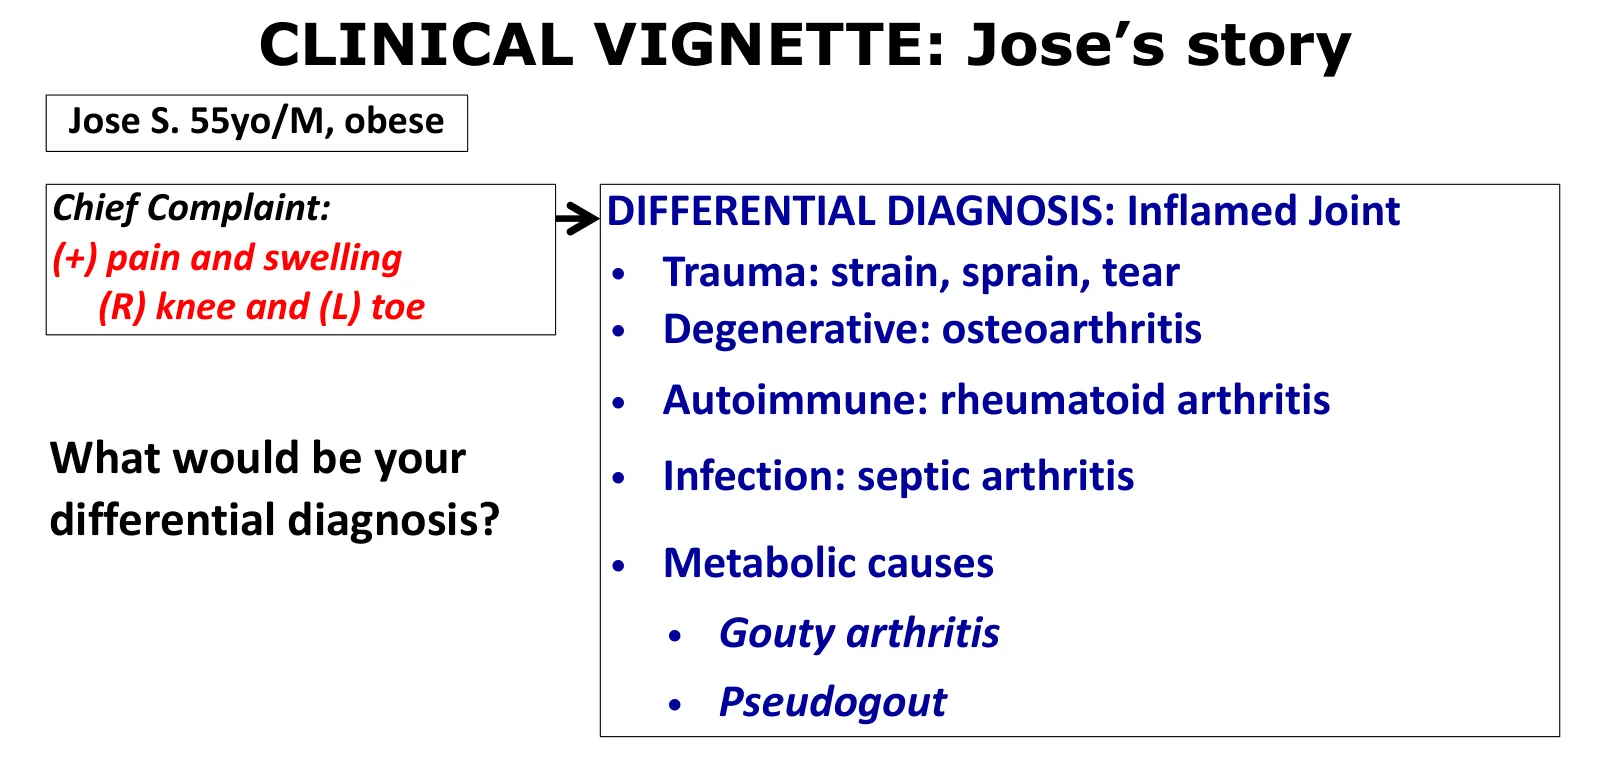 CLINICAL VIGNETTE: Jose’s story
Jose S. 55yo/M, obese
Chief Complaint:
(+) pain and swelling
(R) knee and (L) toe
What would be your
differential diagnosis?
DIFFERENTIAL DIAGNOSIS: Inflamed Joint
• Trauma: strain, sprain, tear
• Degenerative: osteoarthritis
• Autoimmune: rheumatoid arthritis
• Infection: septic arthritis
• Metabolic causes
• Gouty arthritis
• Pseudogout